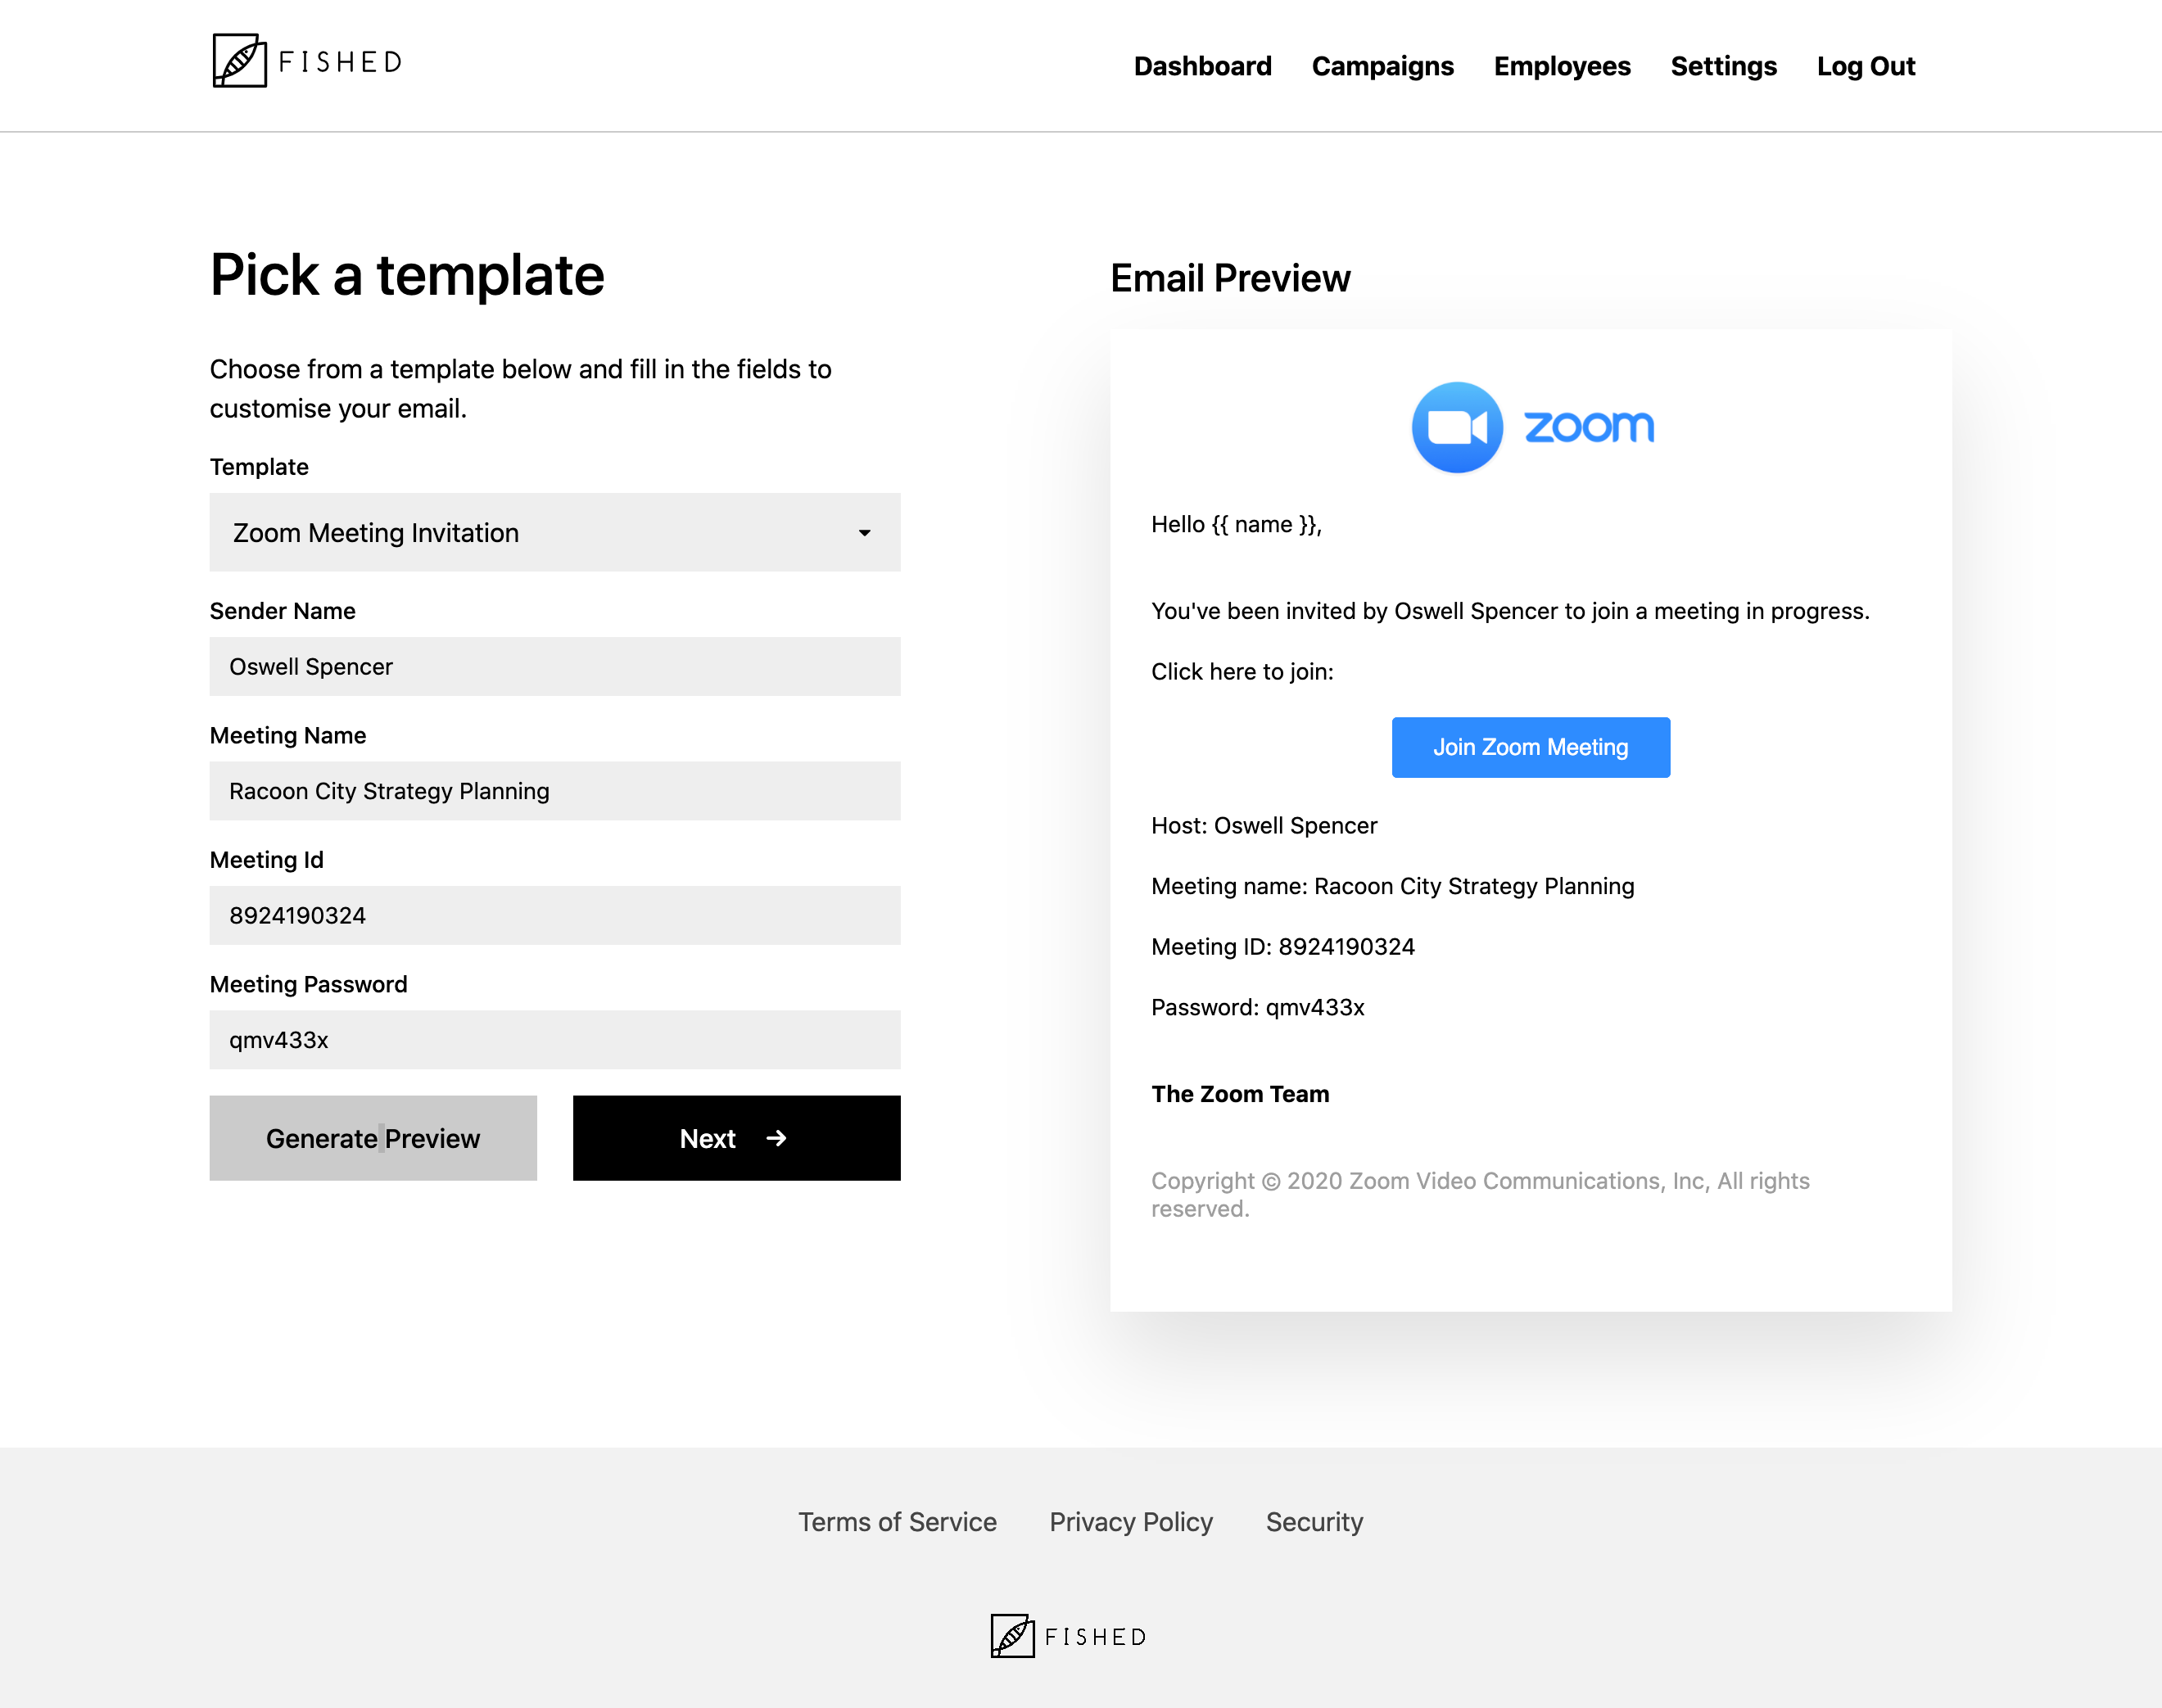 FISHED
Dashboard Campaigns Employees Settings Log Out
Pick a template
Choose from a template below and fill in the fields to
customise your email.
Template
Zoom Meeting Invitation
Sender Name
Oswell Spencer
Meeting Name
Racoon City Strategy Planning
Meeting Id
8924190324
Meeting Password
qmv433x
Generate Preview
Next
Email Preview
zoom
Hello {{ name }},
You've been invited by Oswell Spencer to join a meeting in progress.
Click here to join:
Join Zoom Meeting
Host: Oswell Spencer
Meeting name: Racoon City Strategy Planning
Meeting ID: 8924190324
Password: qmv433x
The Zoom Team
Copyright © 2020 Zoom Video Communications, Inc, All rights
reserved.
Terms of Service Privacy Policy Security
FISHED